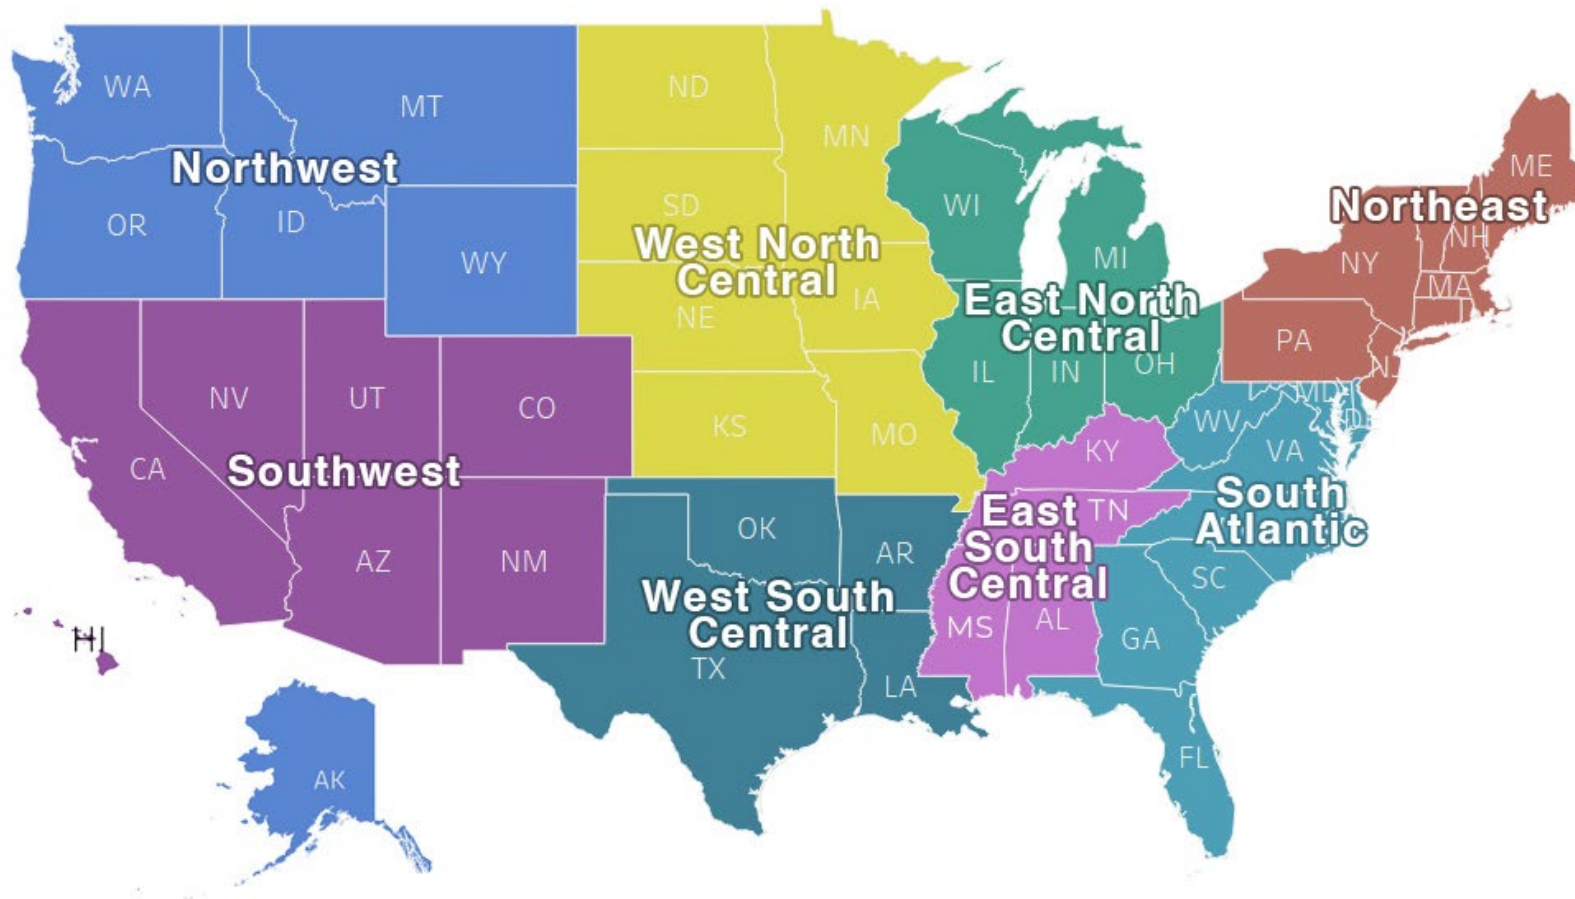 WA
MT
ND
MN
Northwest
OR
ID
WY
SD
West North
Central
NE
IA
WI
MI
East North
Central
IL
IN
OH
ME
Northeast
NH
NY
MA
PA
NJ
NV
UT
CO
KS
MO
CA
Southwest
AZ
NM
OK
AR
West South
Central
TX
LA
KY
TN
East
South
Central
MS
AL
WV
MD
DE
VA
South
Atlantic
SC
GA
FL
HI
AK